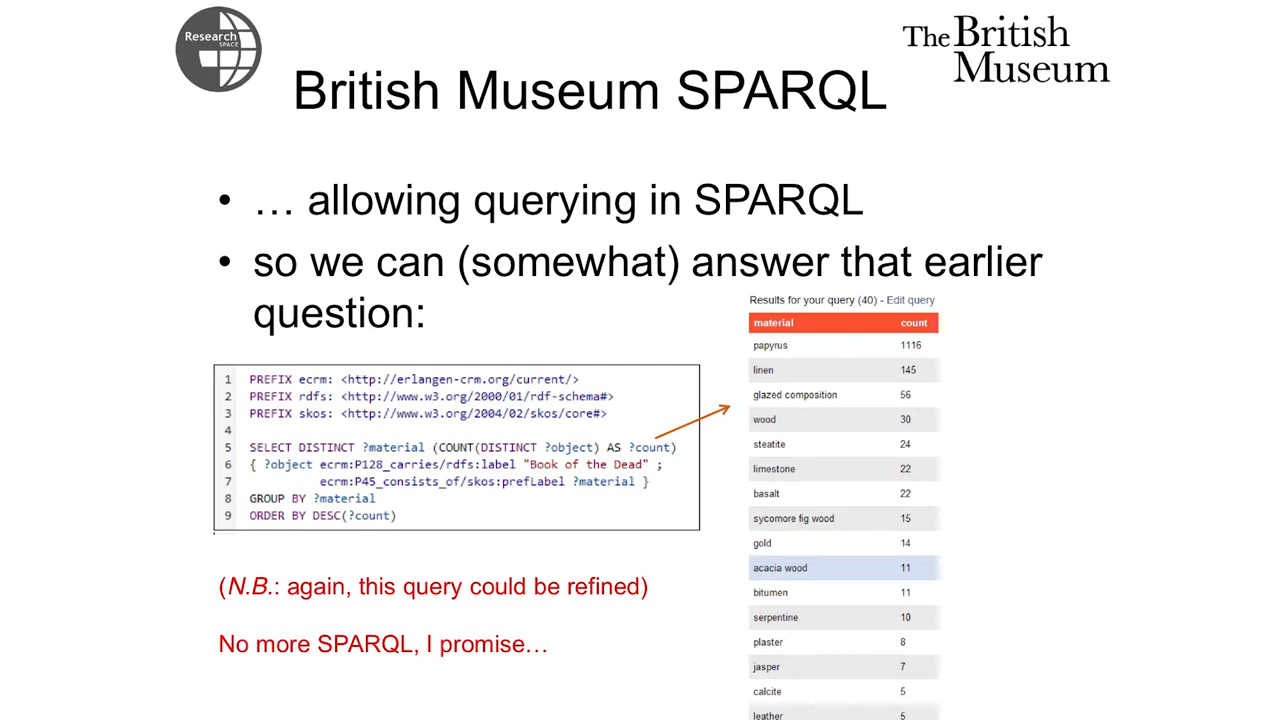 Research
SPACE
The British
Museum
British Museum SPARQL
• … allowing querying in SPARQL
• so we can (somewhat) answer that earlier
question:
1 PREFIX ecrm: <http://erlangen-crm.org/current/>
2 PREFIX rdfs: <http://www.w3.org/2000/01/rdf-schema#>
3 PREFIX skos: <http://www.w3.org/2004/02/skos/core#>
4
5 SELECT DISTINCT ?material (COUNT(DISTINCT ?object) AS ?count)
6 { ?object ecrm:P128_carries/rdfs:label "Book of the Dead" ;
7 ecrm:P45_consists_of/skos:prefLabel ?material }
8 GROUP BY ?material
9 ORDER BY DESC(?count)
(N.B.: again, this query could be refined)
No more SPARQL, I promise…
Results for your query (40) - Edit query
material count
papyrus 1116
linen 145
glazed composition 56
wood 30
steatite 24
limestone 22
basalt 22
sycomore fig wood 15
gold 14
acacia wood 11
bitumen 11
serpentine 10
plaster 8
jasper 7
calcite 5
leather 5